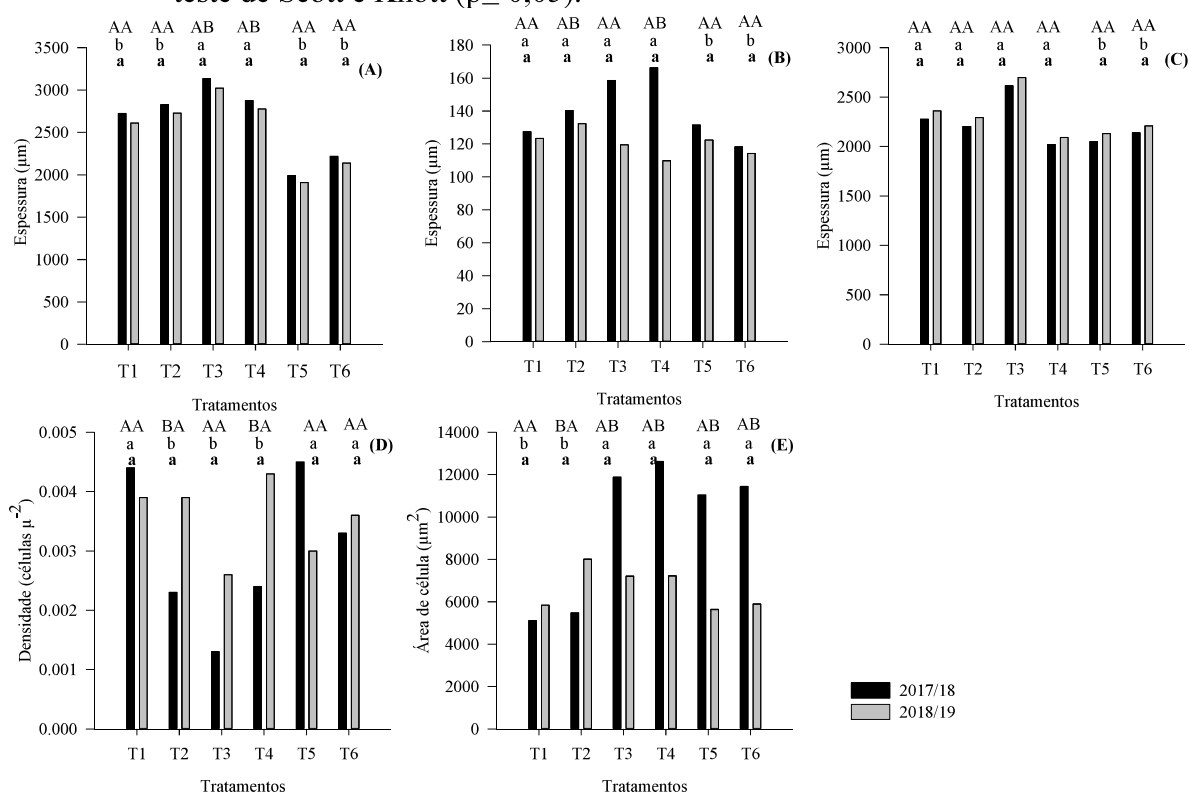 teste de Scott e Knott (p≤ 0,05).
AA AA AB AB AA AA
b b a a b b
a a a a a a
(A)
3500
3000
2500
2000
1500
1000
500
0
Espessura (μm)
T1 T2 T3 T4 T5 T6
Tratamentos
AA AB AA AB AA AA
a a a a b b
a a a a a a
(B)
180
160
140
120
100
80
60
40
20
0
Espessura (μm)
T1 T2 T3 T4 T5 T6
Tratamentos
AA AA AA AA AA AA
a a a a b b
a a a a a a
(C)
3000
2500
2000
1500
1000
500
0
Espessura (μm)
T1 T2 T3 T4 T5 T6
Tratamentos
AA BA AA BA AA AA
a b b b a a
a a a a a a
(D)
0.005
0.004
0.003
0.002
0.001
0.000
Densidade (células μ-2)
T1 T2 T3 T4 T5 T6
Tratamentos
AA BA AB AB AB AB
b b a a a a
a a a a a a
(E)
14000
12000
10000
8000
6000
4000
2000
0
Área de célula (μm2)
T1 T2 T3 T4 T5 T6
Tratamentos
2017/18
2018/19